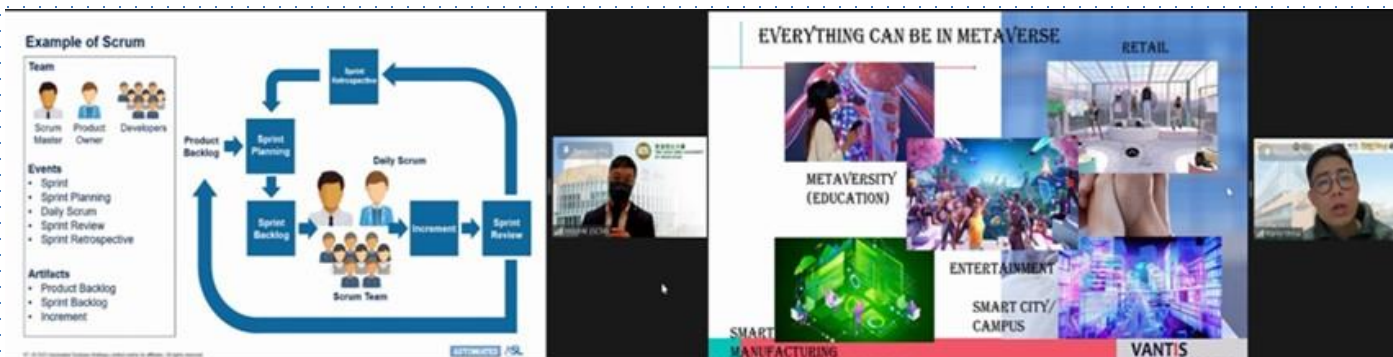 Example of Scrum
Team
Scrum Master
Product Owner
Developers
Events
• Sprint
• Sprint Planning
• Daily Scrum
• Sprint Review
• Sprint Retrospective
Artifacts
• Product Backlog
• Sprint Backlog
• Increment
Sprint Retrospective
Product Backlog
Sprint Planning
Daily Scrum
Sprint Backlog
Increment
Sprint Review
Scrum Team
AUTOMATED ASL
EVERYTHING CAN BE IN METAVERSE
RETAIL
METAVERSITY
(EDUCATION)
ENTERTAINMENT
SMART CITY/
CAMPUS
SMART
MANUFACTURING
VANTIS